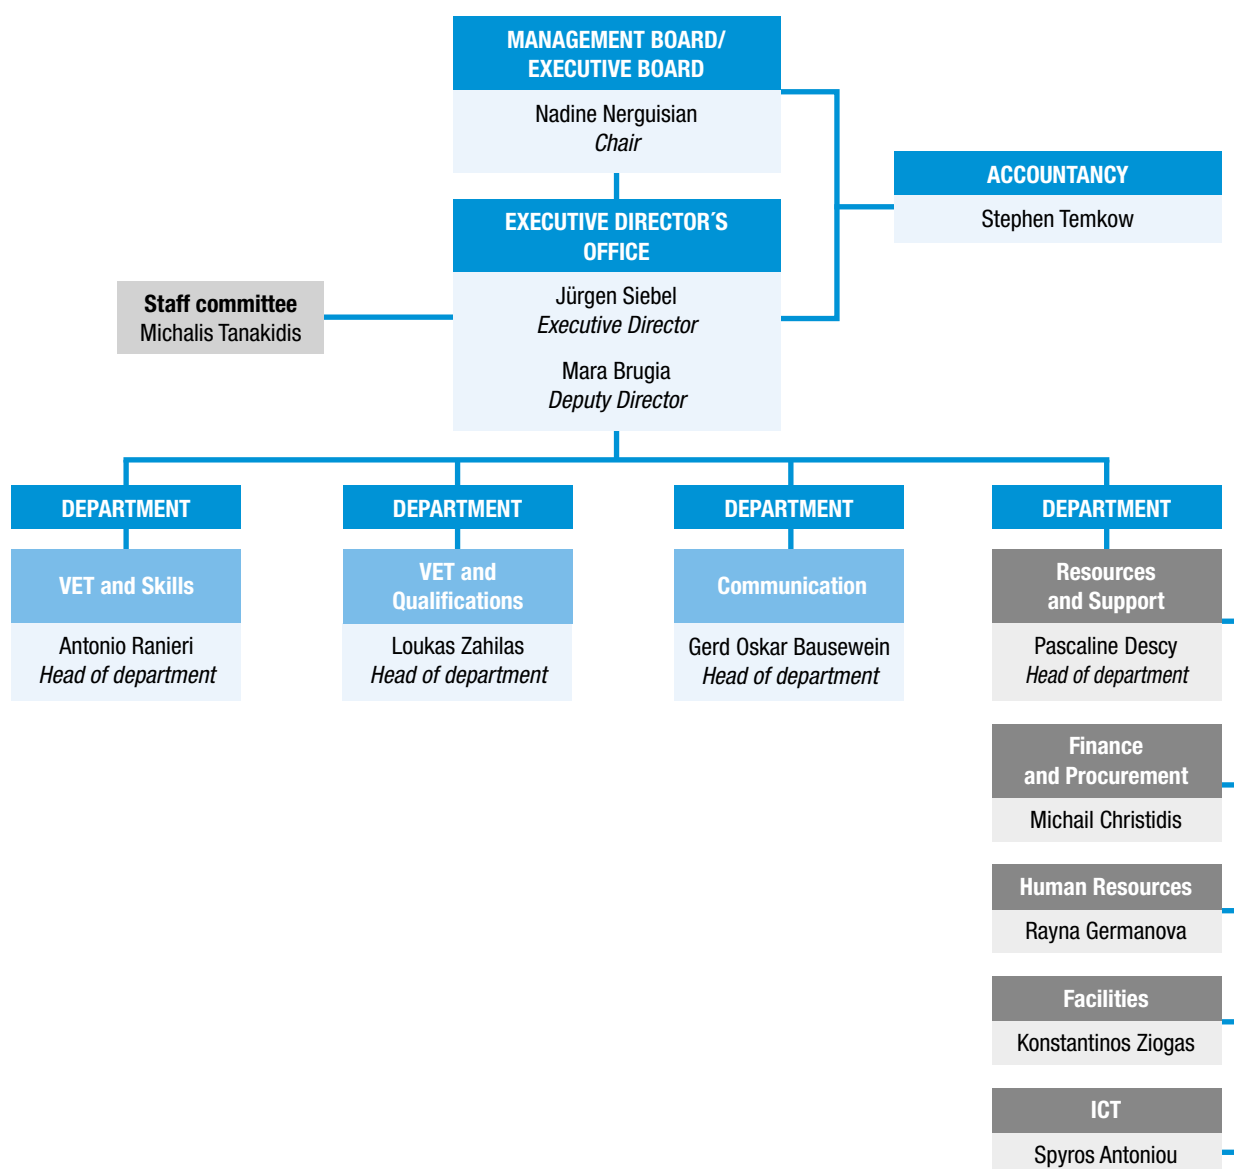 MANAGEMENT BOARD/
EXECUTIVE BOARD
Nadine Nerguisian
Chair
ACCOUNTANCY
Stephen Temkow
EXECUTIVE DIRECTOR´S
OFFICE
Jürgen Siebel
Executive Director
Mara Brugia
Deputy Director
Staff committee
Michalis Tanakidis
DEPARTMENT
VET and Skills
Antonio Ranieri
Head of department
DEPARTMENT
VET and
Qualifications
Loukas Zahilas
Head of department
DEPARTMENT
Communication
Gerd Oskar Bausewein
Head of department
DEPARTMENT
Resources
and Support
Pascaline Descy
Head of department
Finance
and Procurement
Michail Christidis
Human Resources
Rayna Germanova
Facilities
Konstantinos Ziogas
ICT
Spyros Antoniou